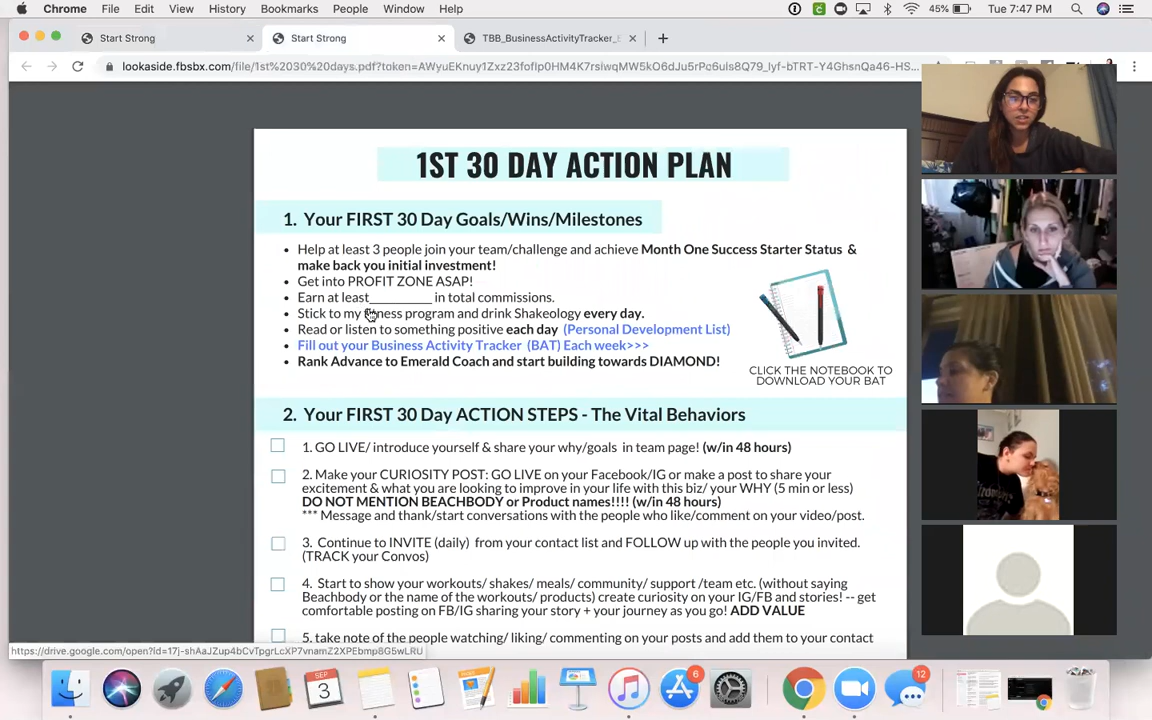 Chrome File Edit View History Bookmarks People Window Help 45% Tue 7:47 PM
Start Strong Start Strong TBB_BusinessActivityTracker_E
1ST 30 DAY ACTION PLAN
1. Your FIRST 30 Day Goals/Wins/Milestones
• Help at least 3 people join your team/challenge and achieve Month One Success Starter Status &
make back you initial investment!
• Get into PROFIT ZONE ASAP!
• Earn at least_________ in total commissions.
• Stick to my fitness program and drink Shakeology every day.
• Read or listen to something positive each day (Personal Development List)
• Fill out your Business Activity Tracker (BAT) Each week>>>
• Rank Advance to Emerald Coach and start building towards DIAMOND!
CLICK THE NOTEBOOK TO
DOWNLOAD YOUR BAT
2. Your FIRST 30 Day ACTION STEPS - The Vital Behaviors
1. GO LIVE/ introduce yourself & share your why/goals in team page! (w/in 48 hours)
2. Make your CURIOSITY POST: GO LIVE on your Facebook/IG or make a post to share your
excitement & what you are looking to improve in your life with this biz/ your WHY (5 min or less)
DO NOT MENTION BEACHBODY or Product names!!!! (w/in 48 hours)
*** Message and thank/start conversations with the people who like/comment on your video/post.
3. Continue to INVITE (daily) from your contact list and FOLLOW up with the people you invited.
(TRACK your Convos)
4. Start to show your workouts/ shakes/ meals/ community/ support /team etc. (without saying
Beachbody or the name of the workouts/ products) create curiosity on your IG/FB and stories! -- get
comfortable posting on FB/IG sharing your story + your journey as you go! ADD VALUE
5. take note of the people watching/ liking/ commenting on your posts and add them to your contact
SEP
3
6
12